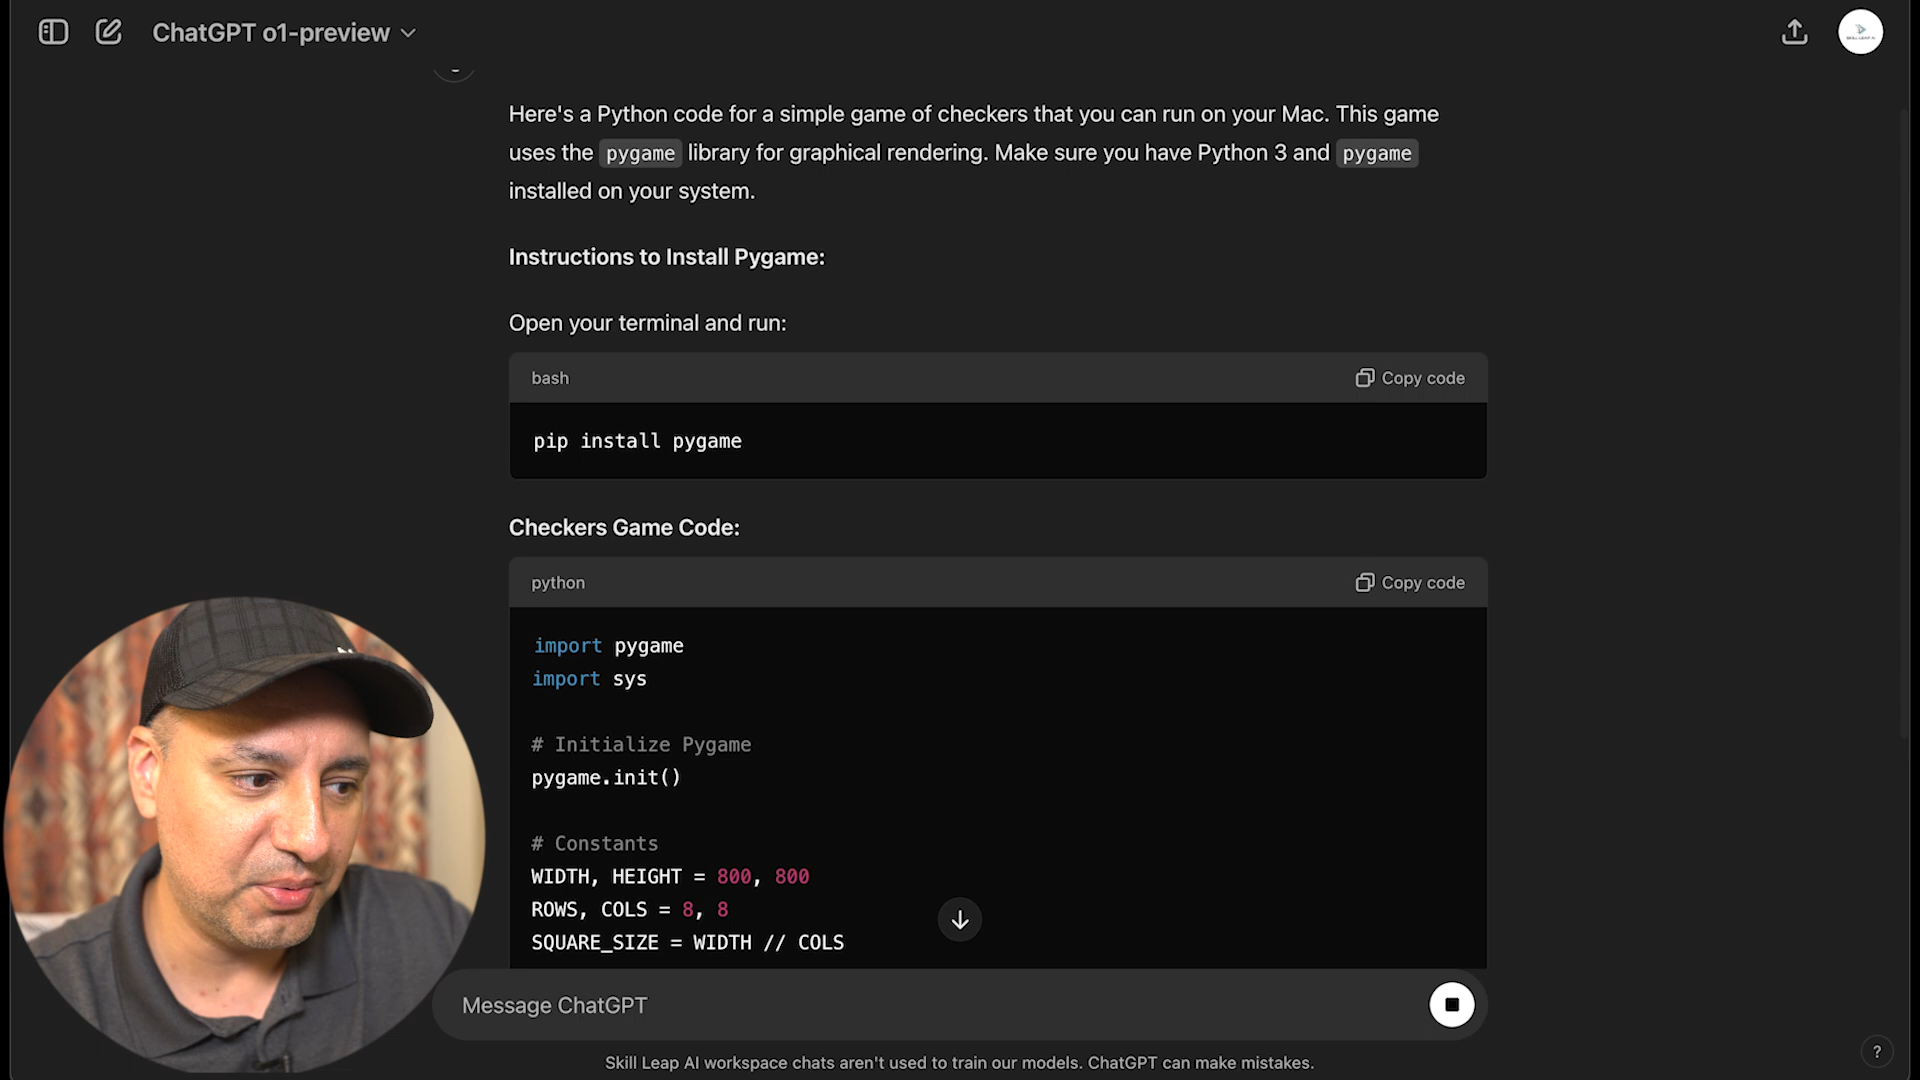 ChatGPT o1-preview
Here's a Python code for a simple game of checkers that you can run on your Mac. This game
uses the pygame library for graphical rendering. Make sure you have Python 3 and pygame
installed on your system.
Instructions to Install Pygame:
Open your terminal and run:
bash
Copy code
pip install pygame
Checkers Game Code:
python
Copy code
import pygame
import sys
# Initialize Pygame
pygame.init()
# Constants
WIDTH, HEIGHT = 800, 800
ROWS, COLS = 8, 8
SQUARE_SIZE = WIDTH // COLS
Message ChatGPT
Skill Leap AI workspace chats aren't used to train our models. ChatGPT can make mistakes.
?